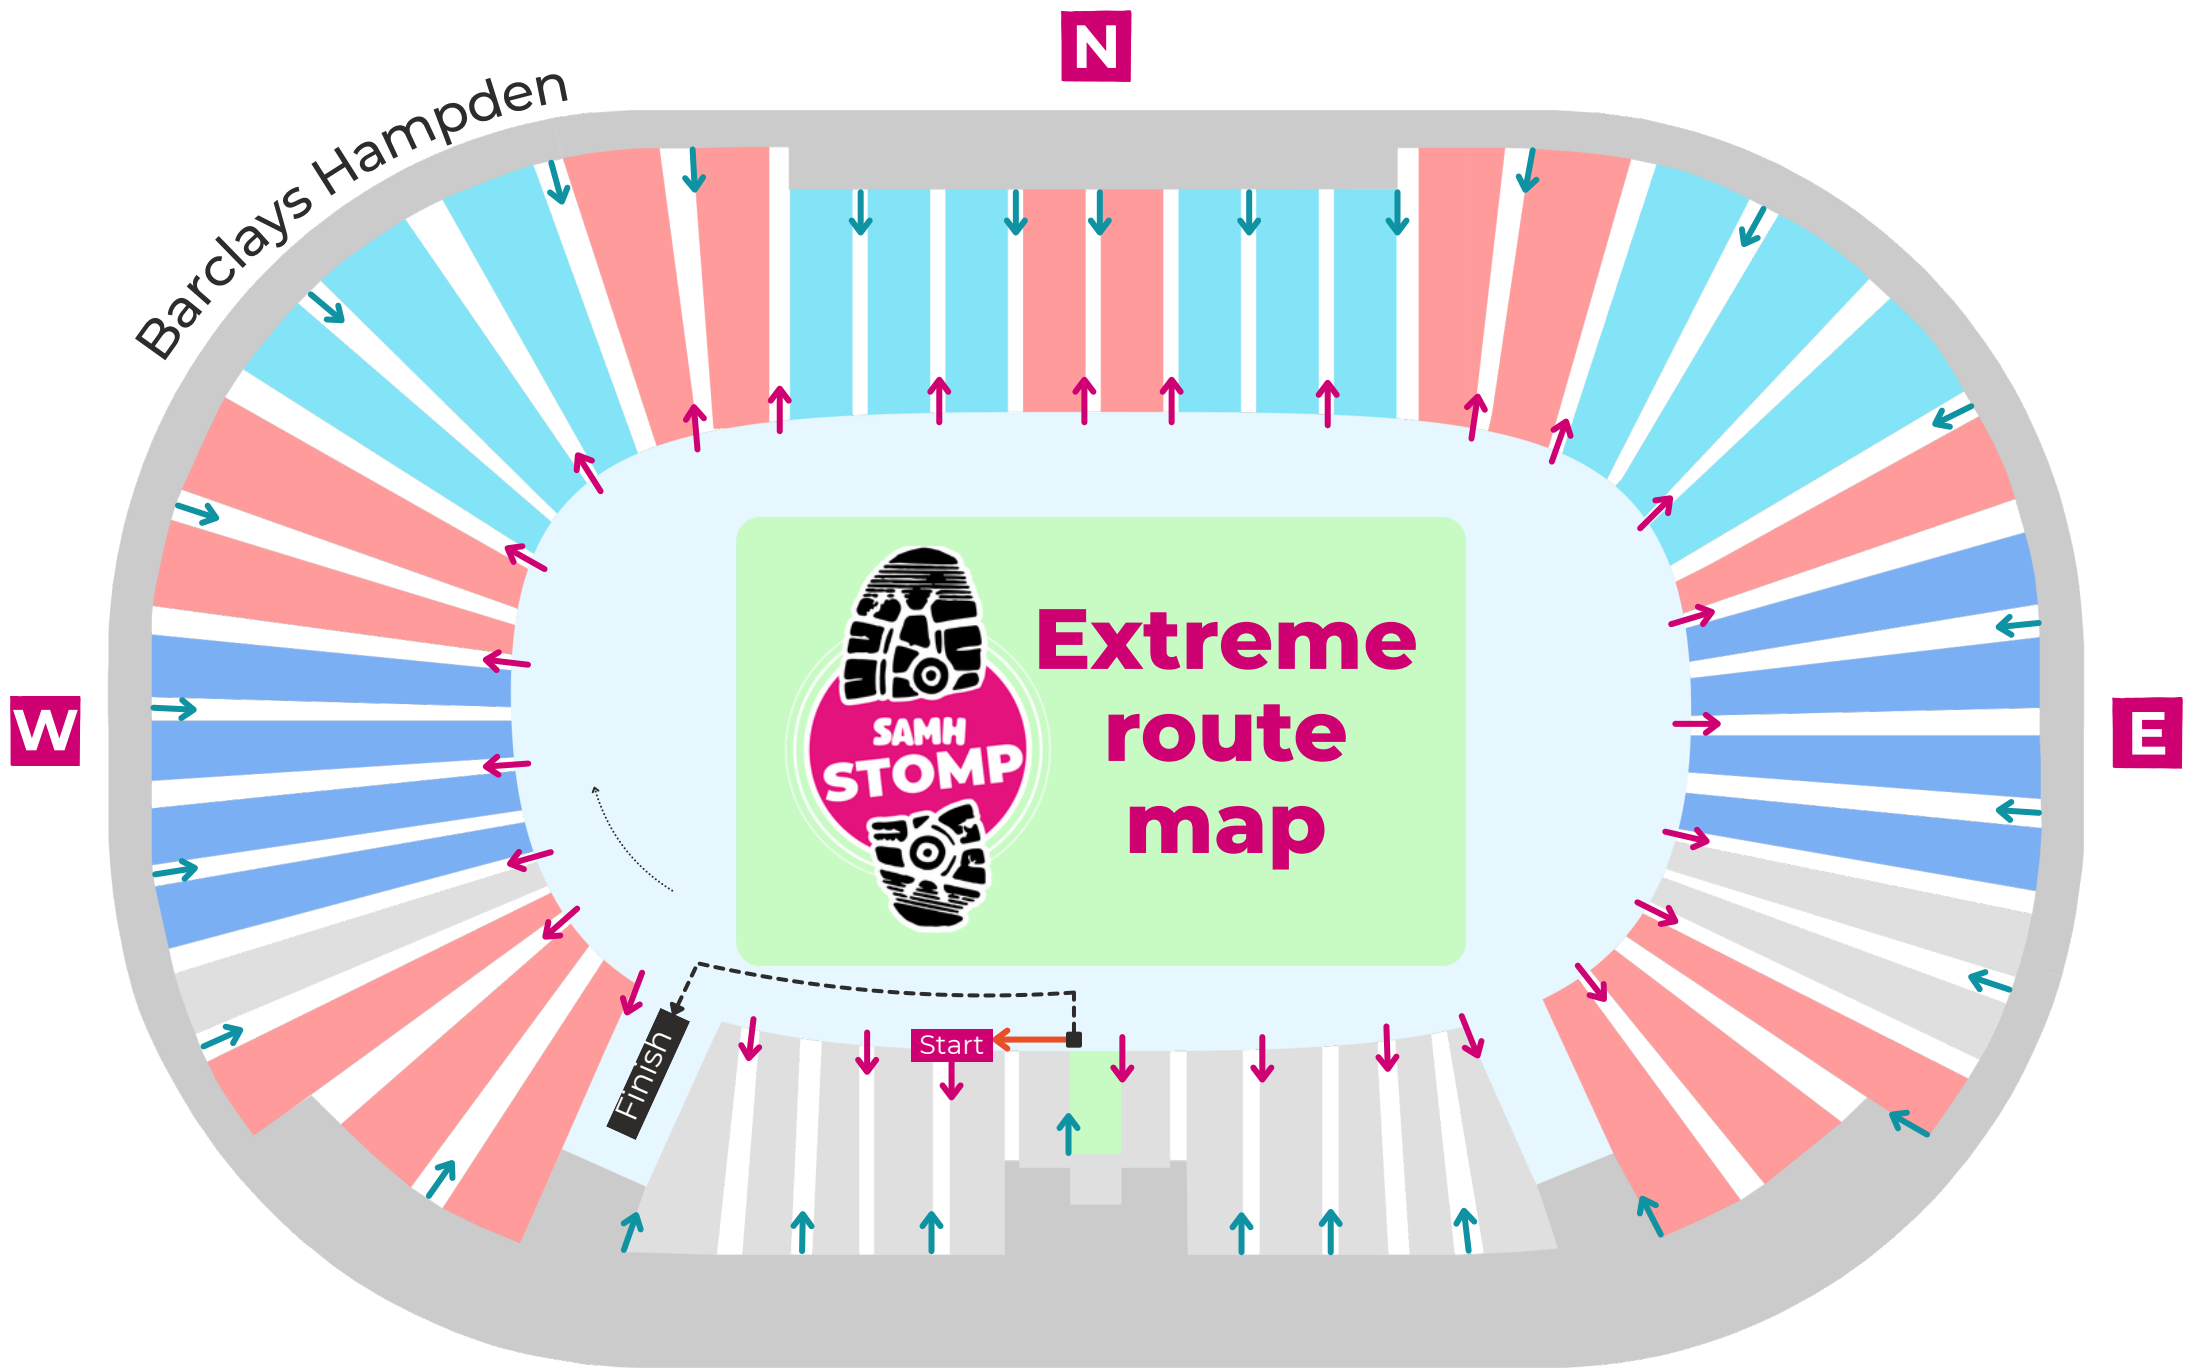 N
Barclays Hampden
Extreme
route
map
SAMH
STOMP
W
E
Start
Finish